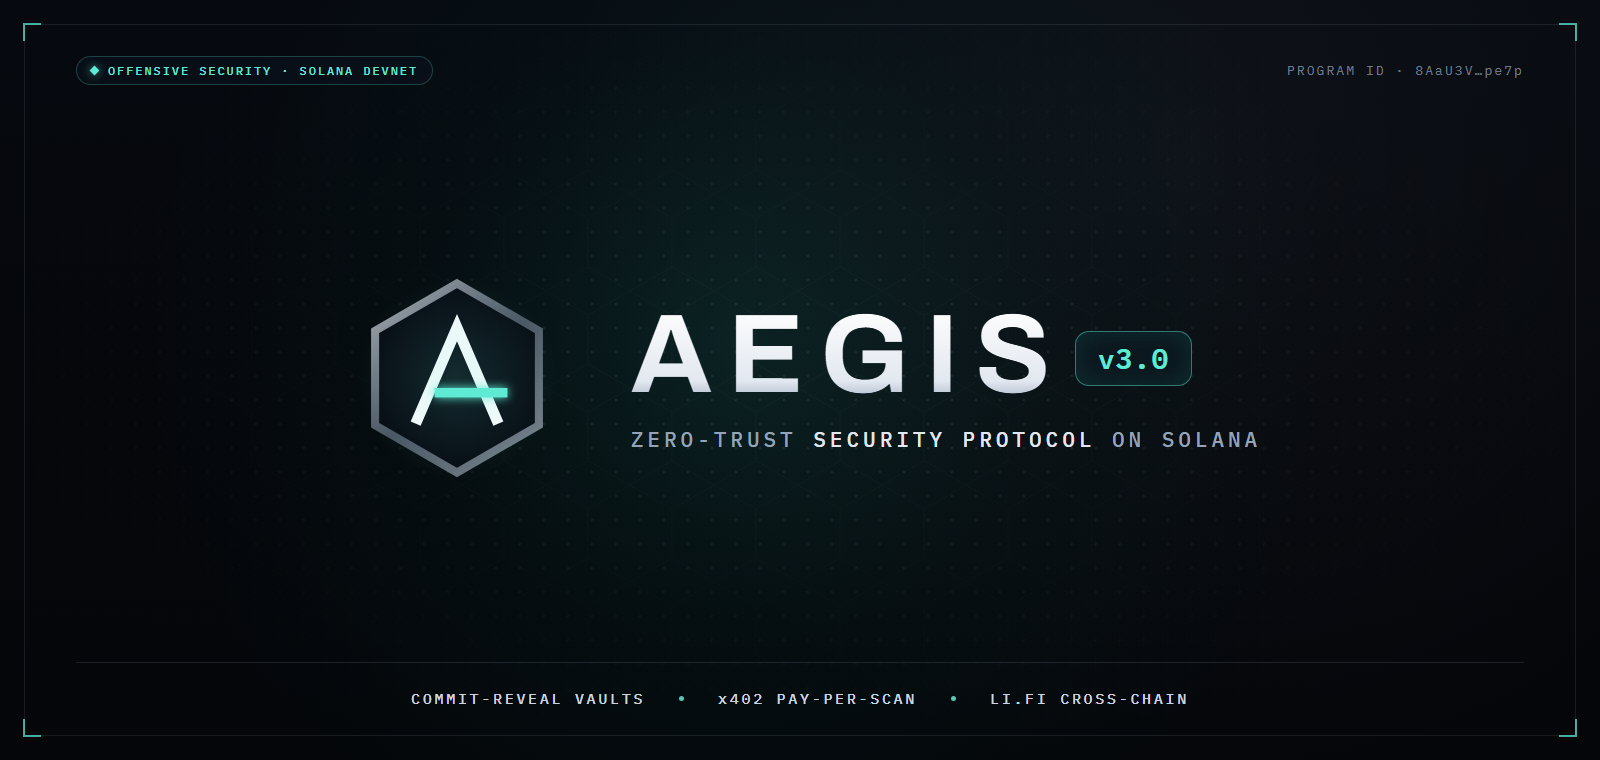 OFFENSIVE SECURITY · SOLANA DEVNET
PROGRAM ID · 8AaU3V…pe7p
AEGIS v3.0
ZERO-TRUST SECURITY PROTOCOL ON SOLANA
COMMIT-REVEAL VAULTS • x402 PAY-PER-SCAN • LI.FI CROSS-CHAIN